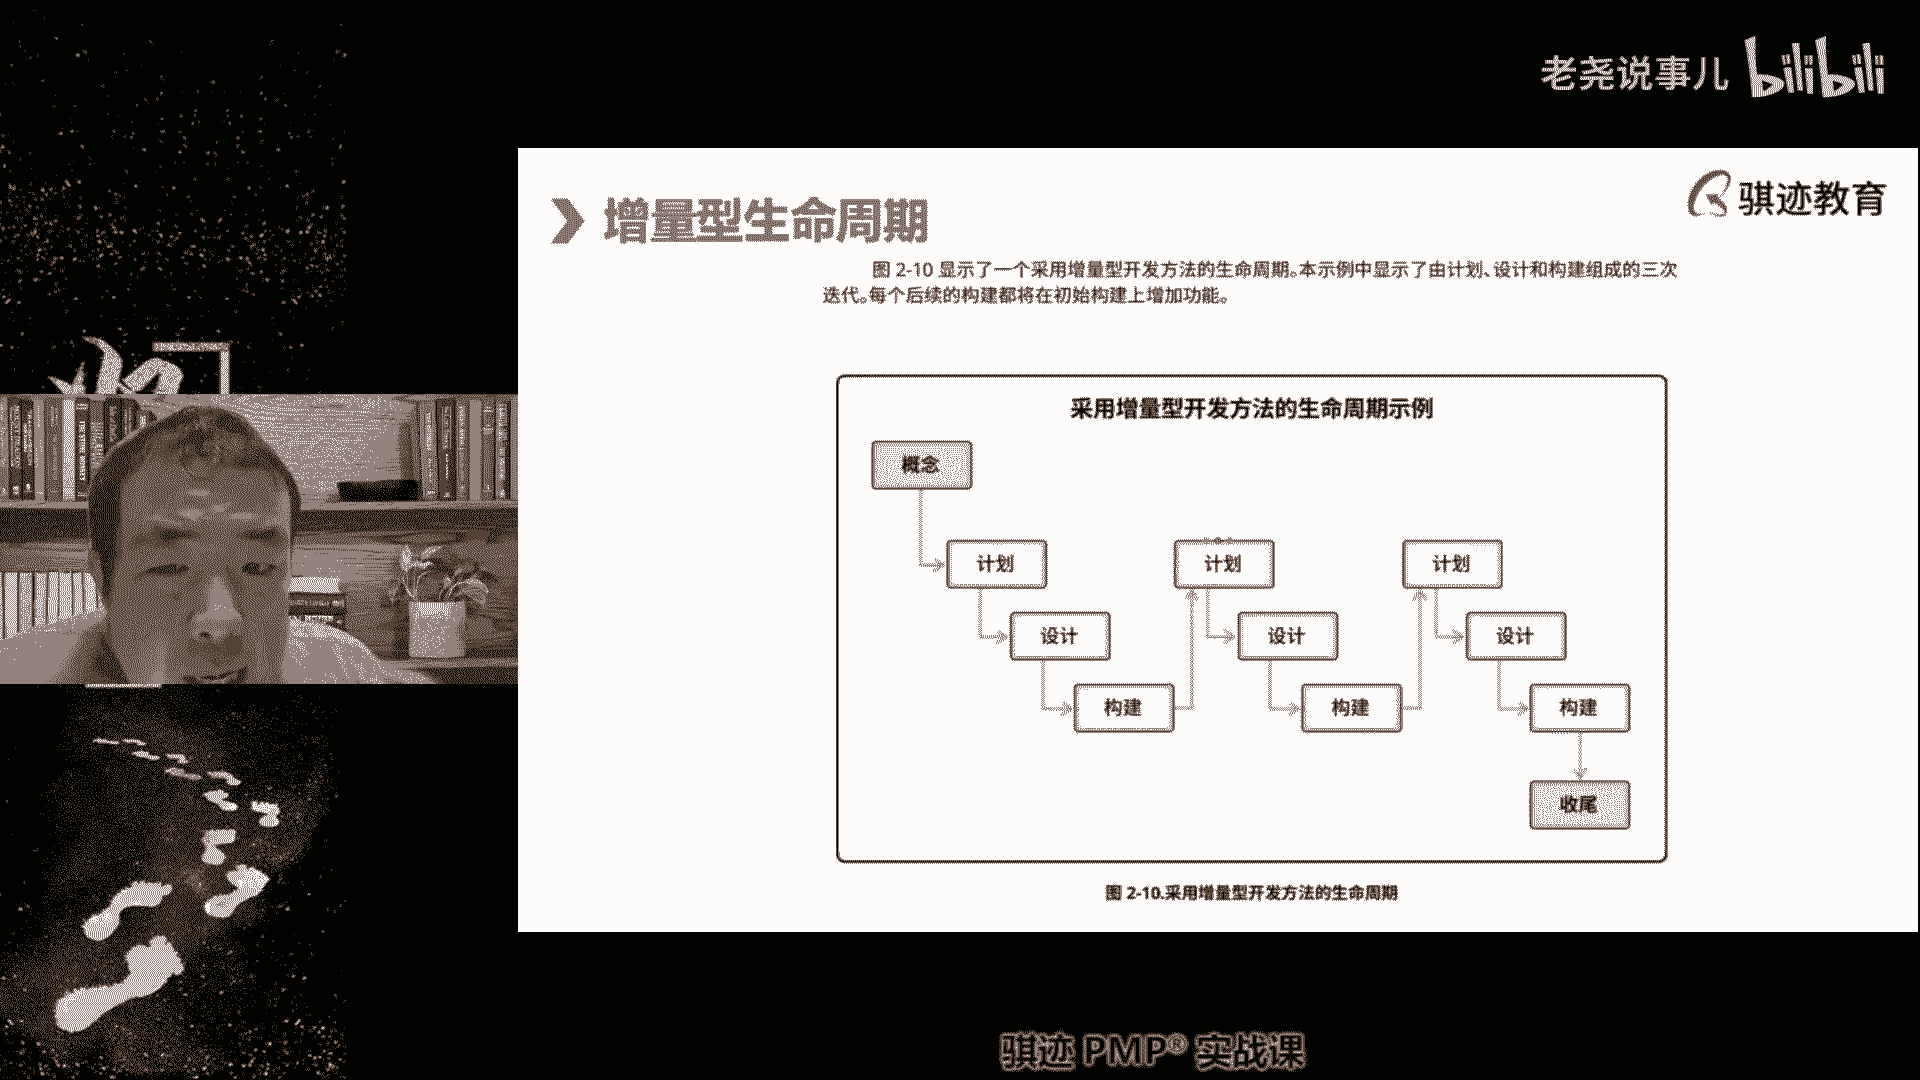 老尧说事儿 bilibili
骐迹教育
增量型生命周期
图 2-10 显示了一个采用增量型开发方法的生命周期。本示例中显示了由计划、设计和构建组成的三次
迭代。每个后续的构建都将在初始构建上增加功能。
采用增量型开发方法的生命周期示例
概念
计划
计划
计划
设计
设计
设计
构建
构建
构建
收尾
图 2-10.采用增量型开发方法的生命周期
骐迹 PMP® 实战课